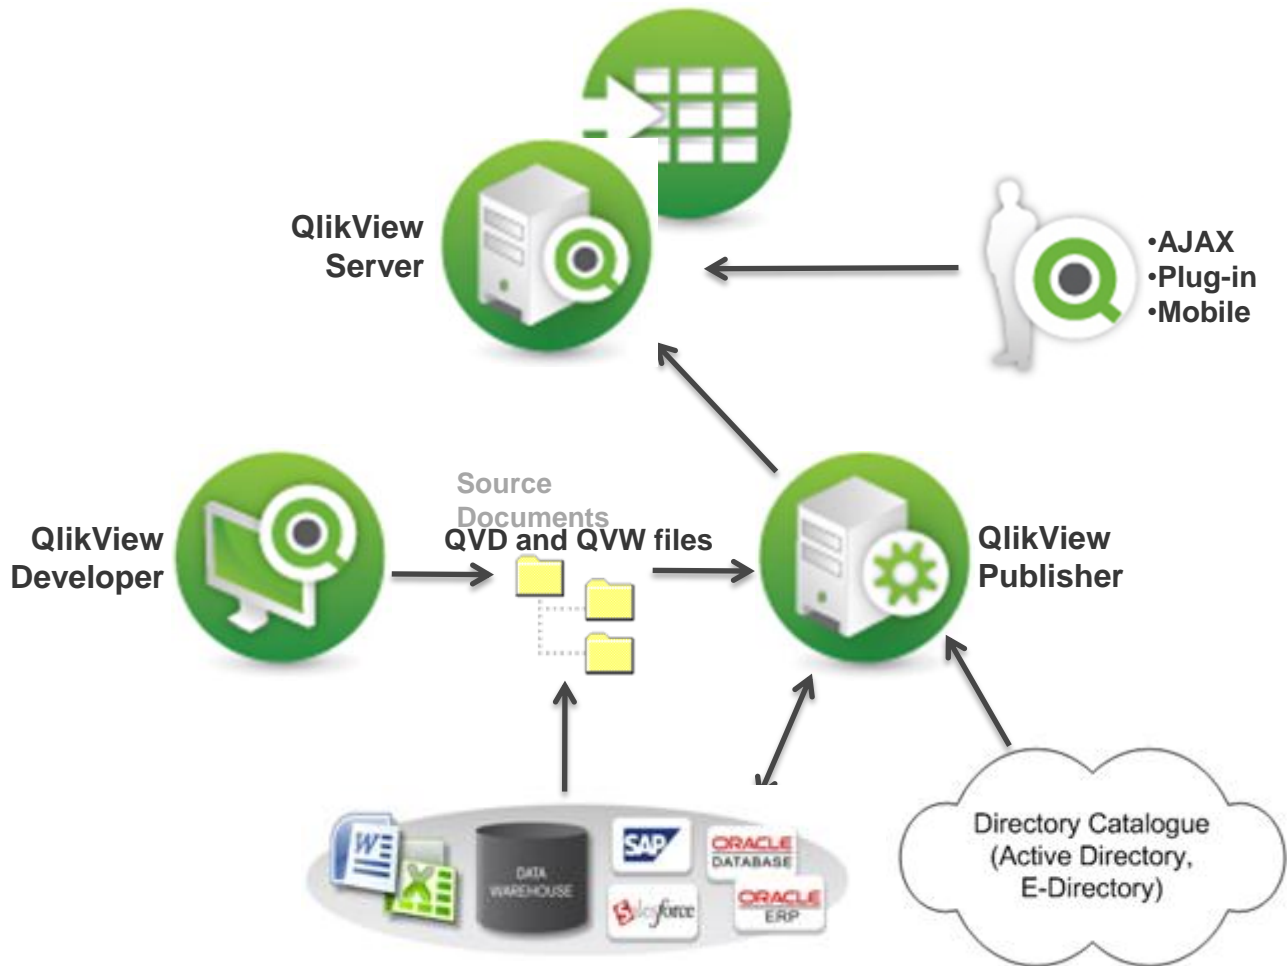 QlikView
Server
•AJAX
•Plug-in
•Mobile
Source
Documents
QVD and QVW files
QlikView
Developer
QlikView
Publisher
W
X
DATA
WAREHOUSE
SAP
ORACLE
DATABASE
Salesforce
ORACLE
ERP
Directory Catalogue
(Active Directory,
E-Directory)